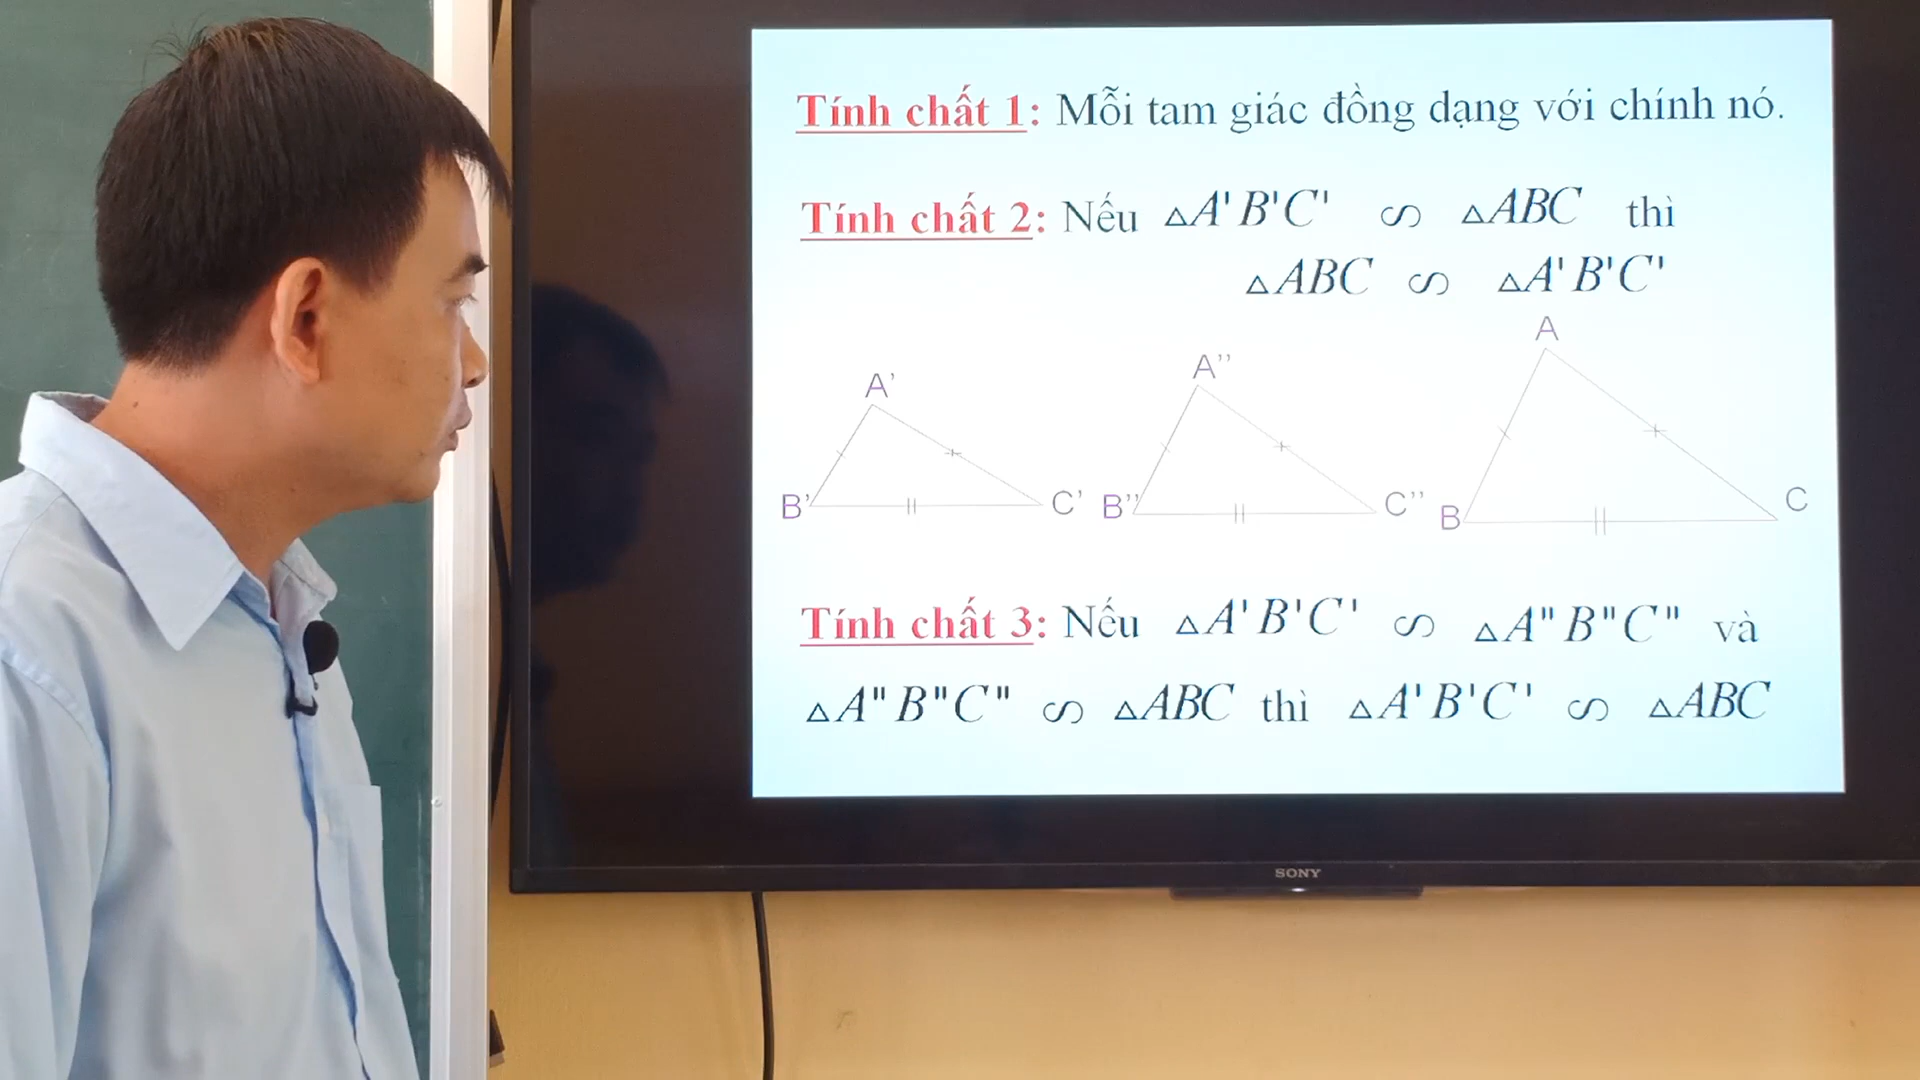 Tính chất 1: Mỗi tam giác đồng dạng với chính nó.
Tính chất 2: Nếu △A'B'C' ∽ △ABC thì
△ABC ∽ △A'B'C'
A' A" A
B' C' B" C" B C
Tính chất 3: Nếu △A'B'C' ∽ △A"B"C" và
△A"B"C" ∽ △ABC thì △A'B'C' ∽ △ABC
SONY